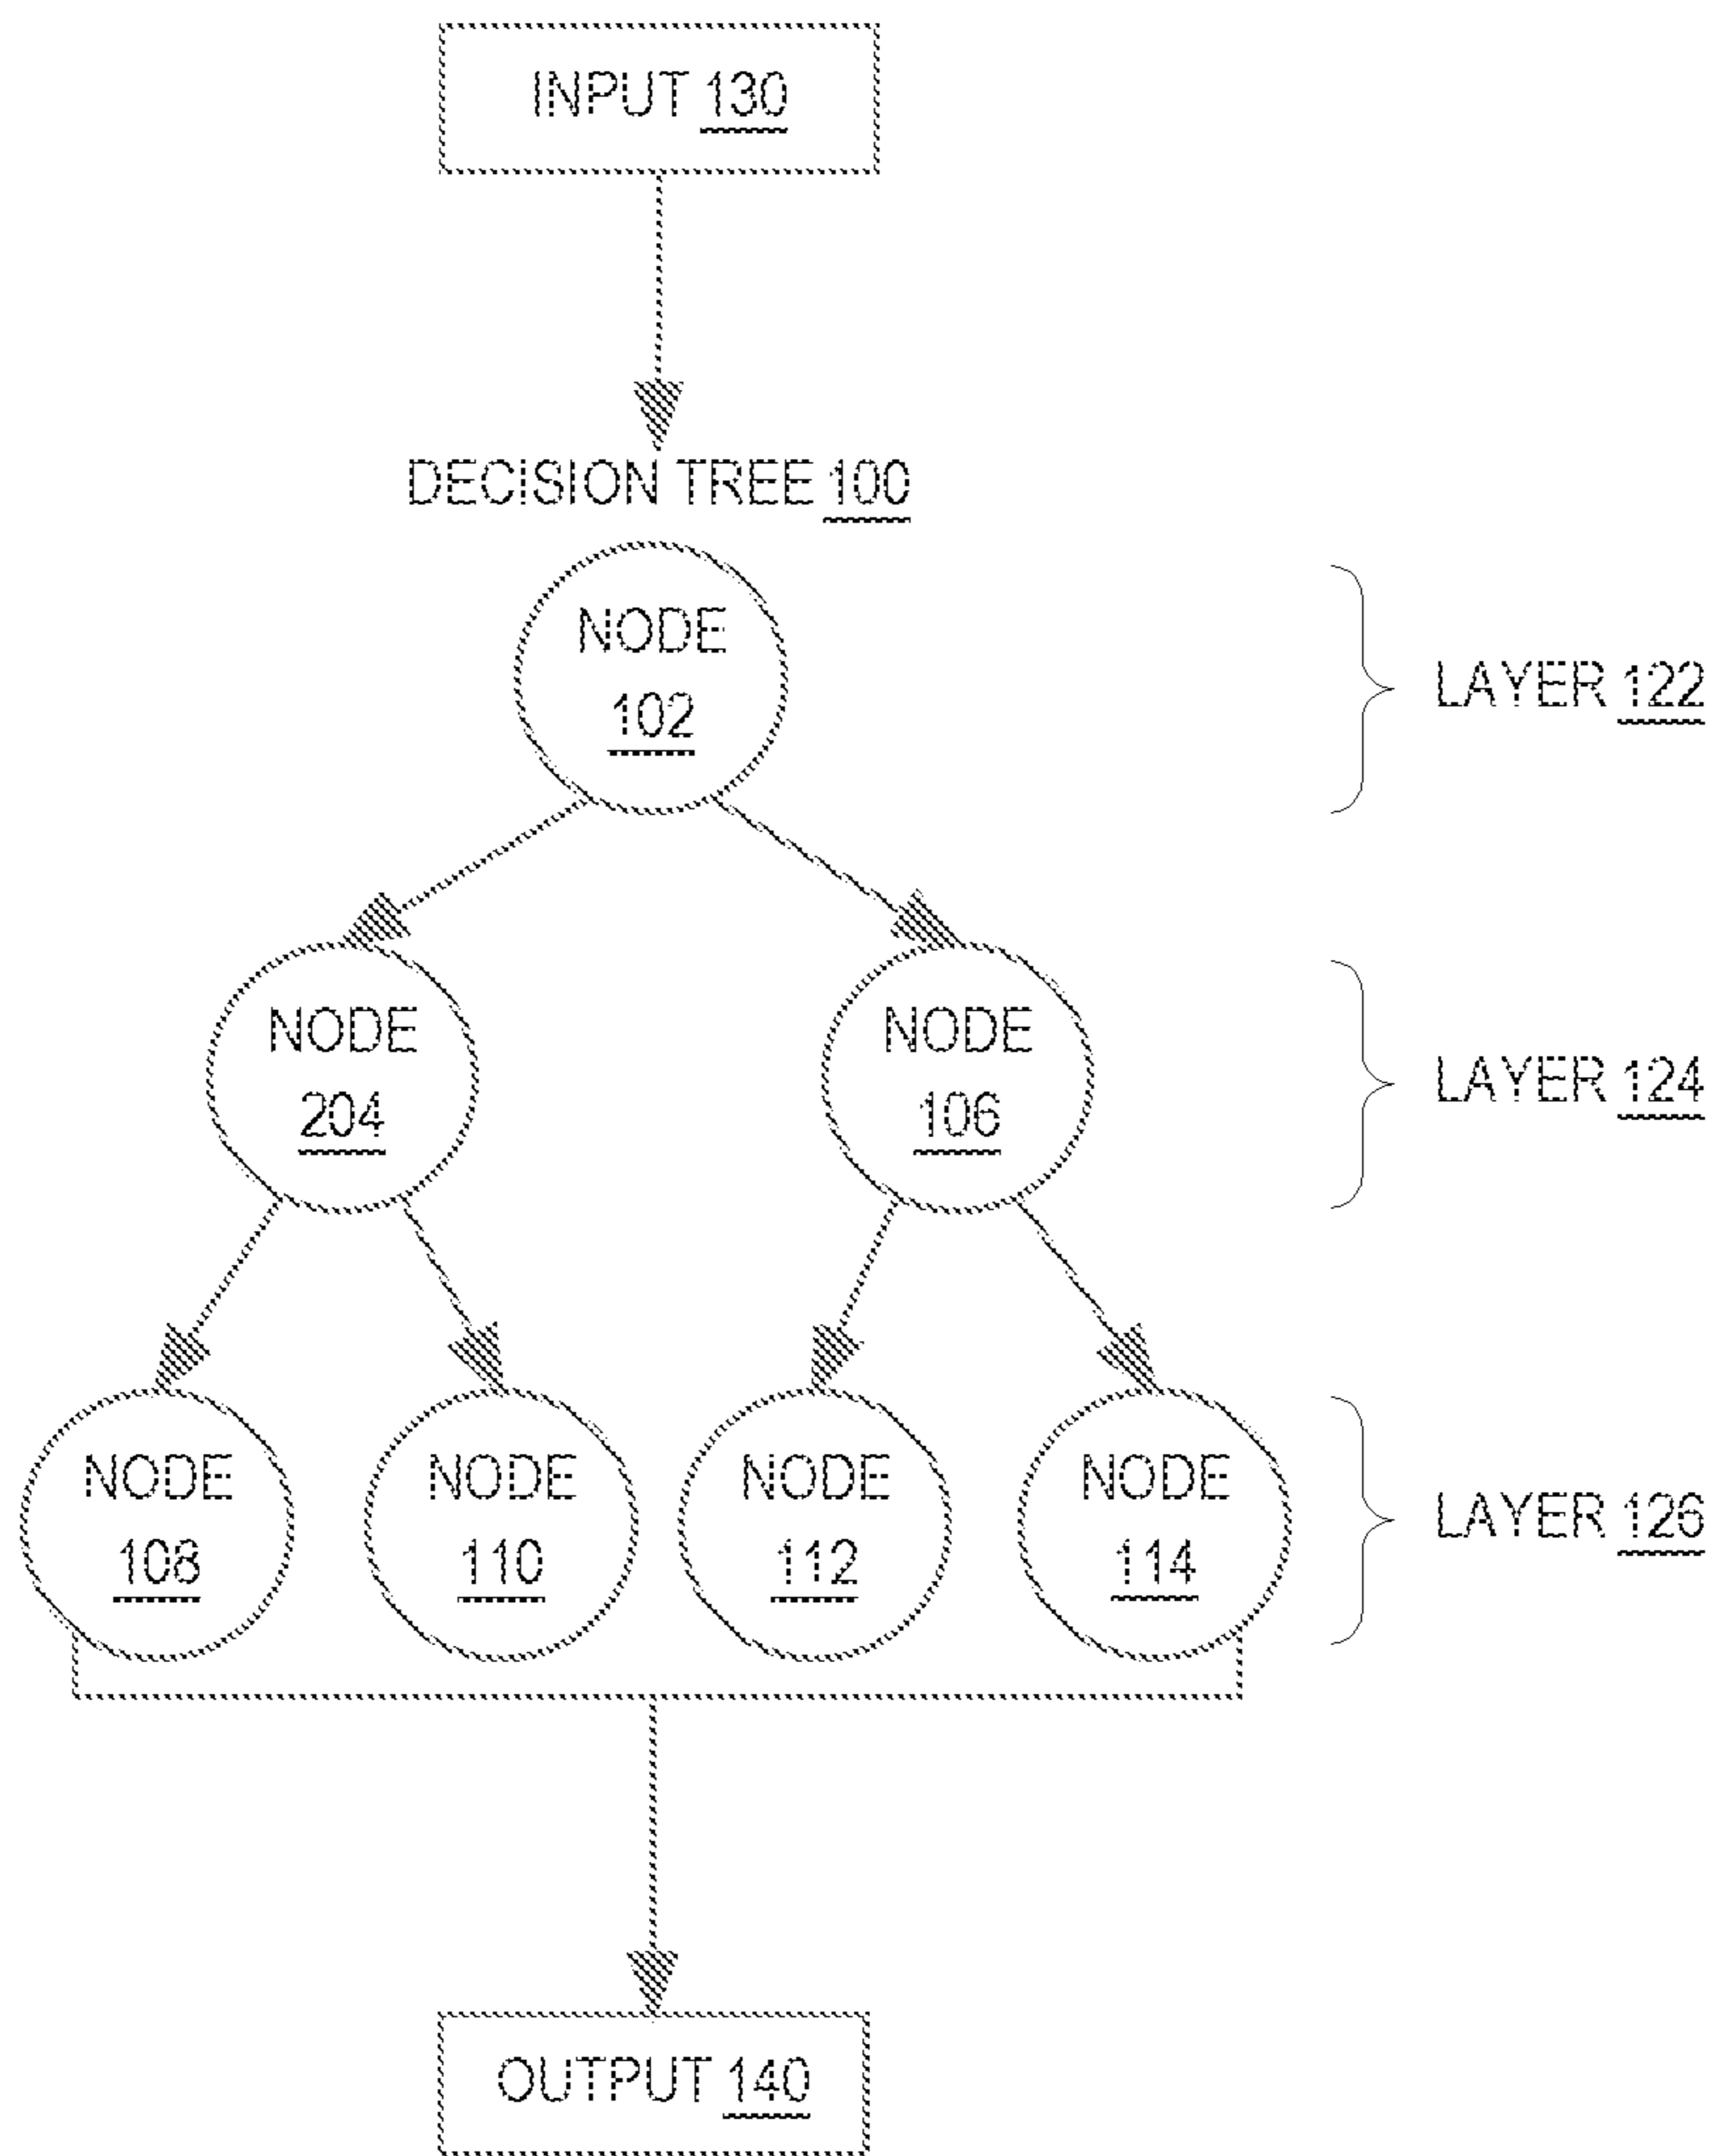 INPUT 130
DECISION TREE 100
NODE
102
LAYER 122
NODE
204
NODE
106
LAYER 124
NODE
108
NODE
110
NODE
112
NODE
114
LAYER 126
OUTPUT 140